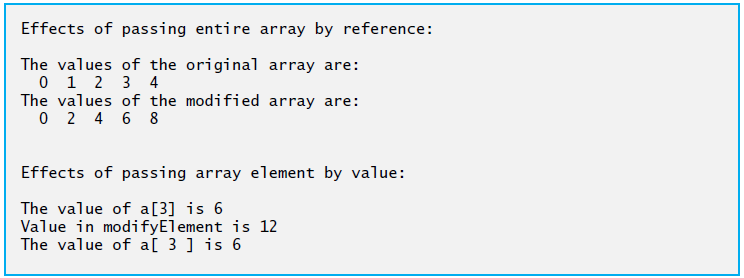 Effects of passing entire array by reference:
The values of the original array are:
  0  1  2  3  4
The values of the modified array are:
  0  2  4  6  8
Effects of passing array element by value:
The value of a[3] is 6
Value in modifyElement is 12
The value of a[ 3 ] is 6